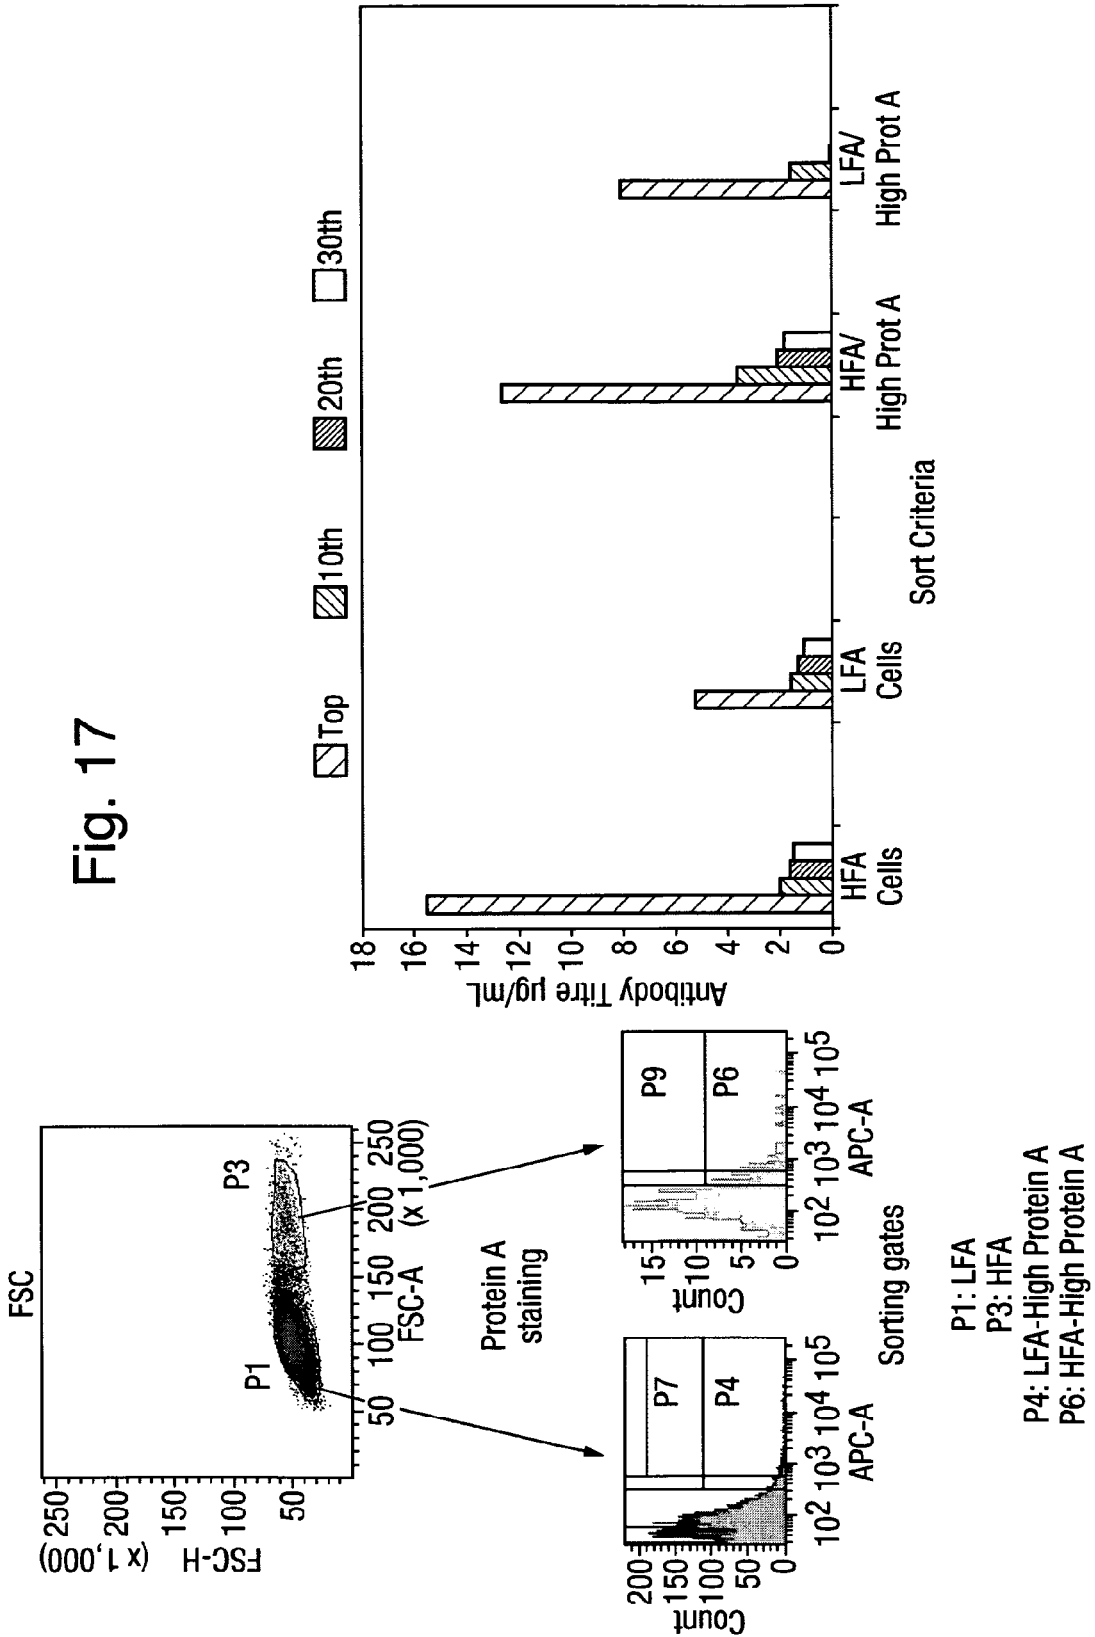 Fig. 17
FSC
250
200
150
100
50
FSC-H (x 1,000)
P1
P3
50 100 150 200 250
FSC-A (x 1,000)
Protein A
staining
200
150
100
50
0
Count
P7
P4
10² 10³ 10⁴ 10⁵
APC-A
15
10
5
0
Count
P9
P6
10² 10³ 10⁴ 10⁵
APC-A
Sorting gates
P1: LFA
P3: HFA
P4: LFA-High Protein A
P6: HFA-High Protein A
Top 10th 20th 30th
18
16
14
12
10
8
6
4
2
0
Antibody Titre µg/mL
HFA
Cells
LFA
Cells
HFA/
High Prot A
LFA/
High Prot A
Sort Criteria